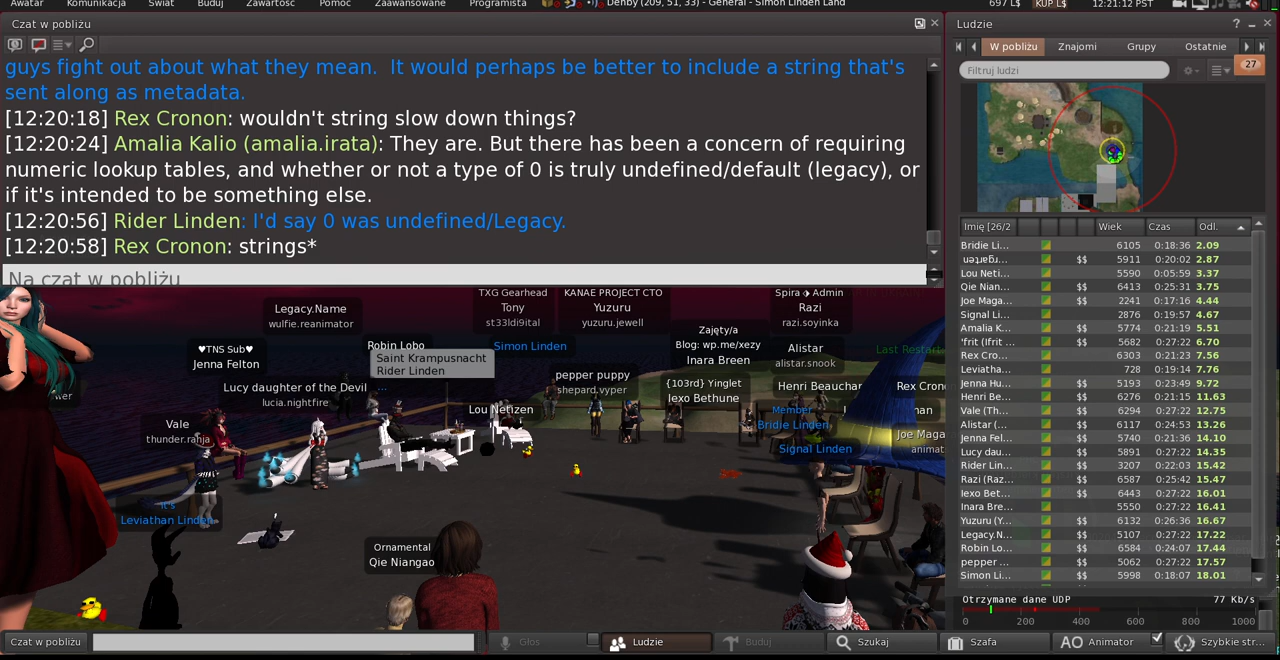 Awatar Komunikacja Świat Buduj Zawartość Pomoc Zaawansowane Programista Denby (209, 51, 33) - General - Simon Linden Land 697 L$ KUP L$ 12:21:12 PST
Czat w pobliżu
guys fight out about what they mean. It would perhaps be better to include a string that's
sent along as metadata.
[12:20:18] Rex Cronon: wouldn't string slow down things?
[12:20:24] Amalia Kalio (amalia.irata): They are. But there has been a concern of requiring
numeric lookup tables, and whether or not a type of 0 is truly undefined/default (legacy), or
if it's intended to be something else.
[12:20:56] Rider Linden: I'd say 0 was undefined/Legacy.
[12:20:58] Rex Cronon: strings*
Na czat w pobliżu
TXG Gearhead
Tony
st33ldi9ital
KANAE PROJECT CTO
Yuzuru
yuzuru.jewell
Spira ⬗ Admin
Razi
razi.soyinka
Legacy.Name
wulfie.reanimator
Zajęty/a
Blog: wp.me/xezy
Inara Breen
♥TNS Sub♥
Jenna Felton
Robin Lobo
Saint Krampusnacht
Rider Linden
...
Simon Linden
Alistar
alistar.snook
Last Restart
Lucy daughter of the Devil
lucia.nightfire
pepper puppy
shepard.vyper
{103rd} Yinglet
Iexo Bethune
Henri Beauchar
Rex Cron
Lou Netizen
Member
Bridie Linden
Vale
thunder.rahja
Joe Maga
animat
Signal Linden
It's
Leviathan Linden
Ornamental
Qie Niangao
Czat w pobliżu Głos Ludzie Buduj Szukaj Szafa AO Animator Szybkie str...
Ludzie
W pobliżu Znajomi Grupy Ostatnie
Filtruj ludzi 27
Imię [26/2 Wiek Czas Odl.
Bridie Li... 6105 0:18:36 2.09
$$ 5911 0:20:02 2.87
Lou Neti... 5590 0:05:59 3.37
Qie Nian... $$ 6413 0:25:31 3.75
Joe Maga... $$ 2241 0:17:16 4.44
Signal Li... 2876 0:19:57 4.67
Amalia K... $$ 5774 0:21:19 5.51
'frit (Ifrit ... $$ 5682 0:27:22 6.70
Rex Cro... 6303 0:21:23 7.56
Leviatha... 728 0:19:14 7.76
Jenna Hu... $$ 5193 0:23:49 9.72
Henri Be... $$ 6276 0:21:15 11.63
Vale (Th... $$ 6294 0:27:22 12.75
Alistar (... $$ 6117 0:24:53 13.26
Jenna Fel... $$ 5740 0:21:36 14.10
Lucy dau... $$ 5891 0:27:22 14.35
Rider Lin... $$ 3207 0:22:03 15.42
Razi (Raz... $$ 6587 0:25:42 15.47
Iexo Bet... $$ 6443 0:27:22 16.01
Inara Bre... 5550 0:27:22 16.41
Yuzuru (Y... $$ 6132 0:26:36 16.67
Legacy.N... $$ 5107 0:27:22 17.22
Robin Lo... $$ 6584 0:24:07 17.44
pepper ... $$ 5062 0:27:22 17.57
Simon Li... $$ 5998 0:18:07 18.01
Otrzymane dane UDP 77 Kb/s
0 200 400 600 800 1000